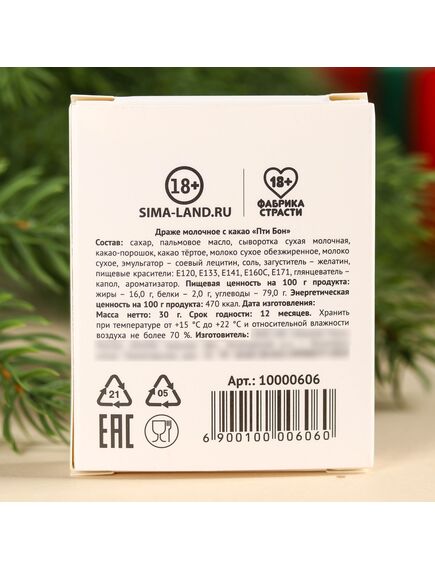 18+
SIMA-LAND.RU
18+
ФАБРИКА
СТРАСТИ
Драже молочное с какао «Пти Бон»
Состав: сахар, пальмовое масло, сыворотка сухая молочная,
какао-порошок, какао тёртое, молоко сухое обезжиренное, молоко
сухое, эмульгатор – соевый лецитин, соль, загуститель – желатин,
пищевые красители: Е120, Е133, Е141, Е160С, Е171, глянцеватель –
капол, ароматизатор. Пищевая ценность на 100 г продукта:
жиры – 16,0 г, белки – 2,0 г, углеводы – 79,0 г. Энергетическая
ценность на 100 г продукта: 470 ккал. Дата изготовления:
Масса нетто: 30 г. Срок годности: 12 месяцев. Хранить
при температуре от +15 °C до +22 °C и относительной влажности
воздуха не более 70 %. Изготовитель:
Арт.: 10000606
21
05
EAC
6900100006060